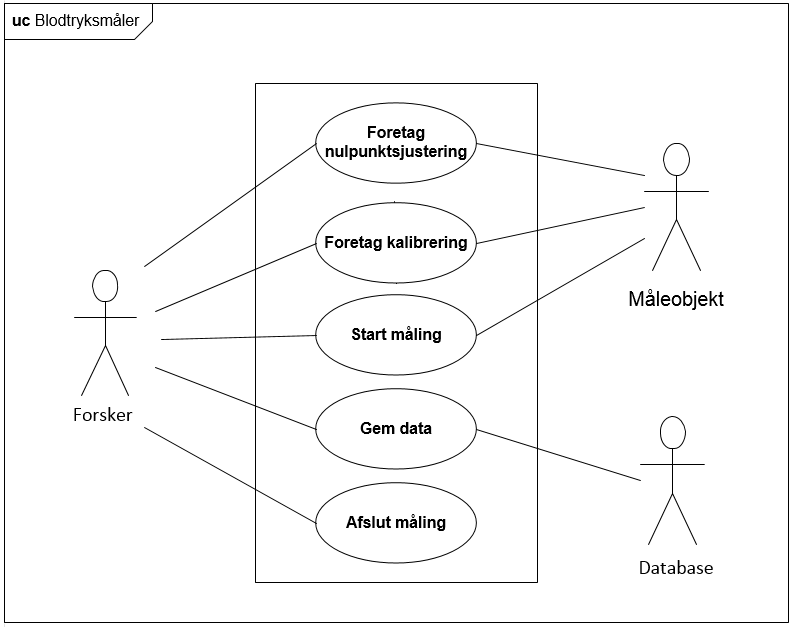 uc Blodtryksmåler
Foretag
nulpunktsjustering
Foretag kalibrering
Start måling
Gem data
Afslut måling
Forsker
Måleobjekt
Database